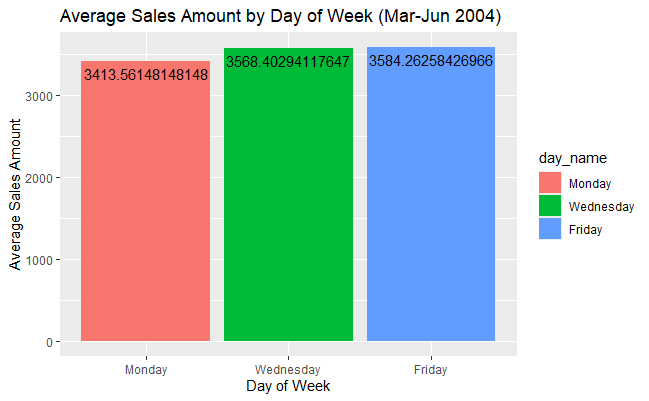 Average Sales Amount by Day of Week (Mar-Jun 2004)
Average Sales Amount
3000
2000
1000
0
3413.56148148148
3568.40294117647
3584.26258426966
Monday
Wednesday
Friday
Day of Week
day_name
Monday
Wednesday
Friday